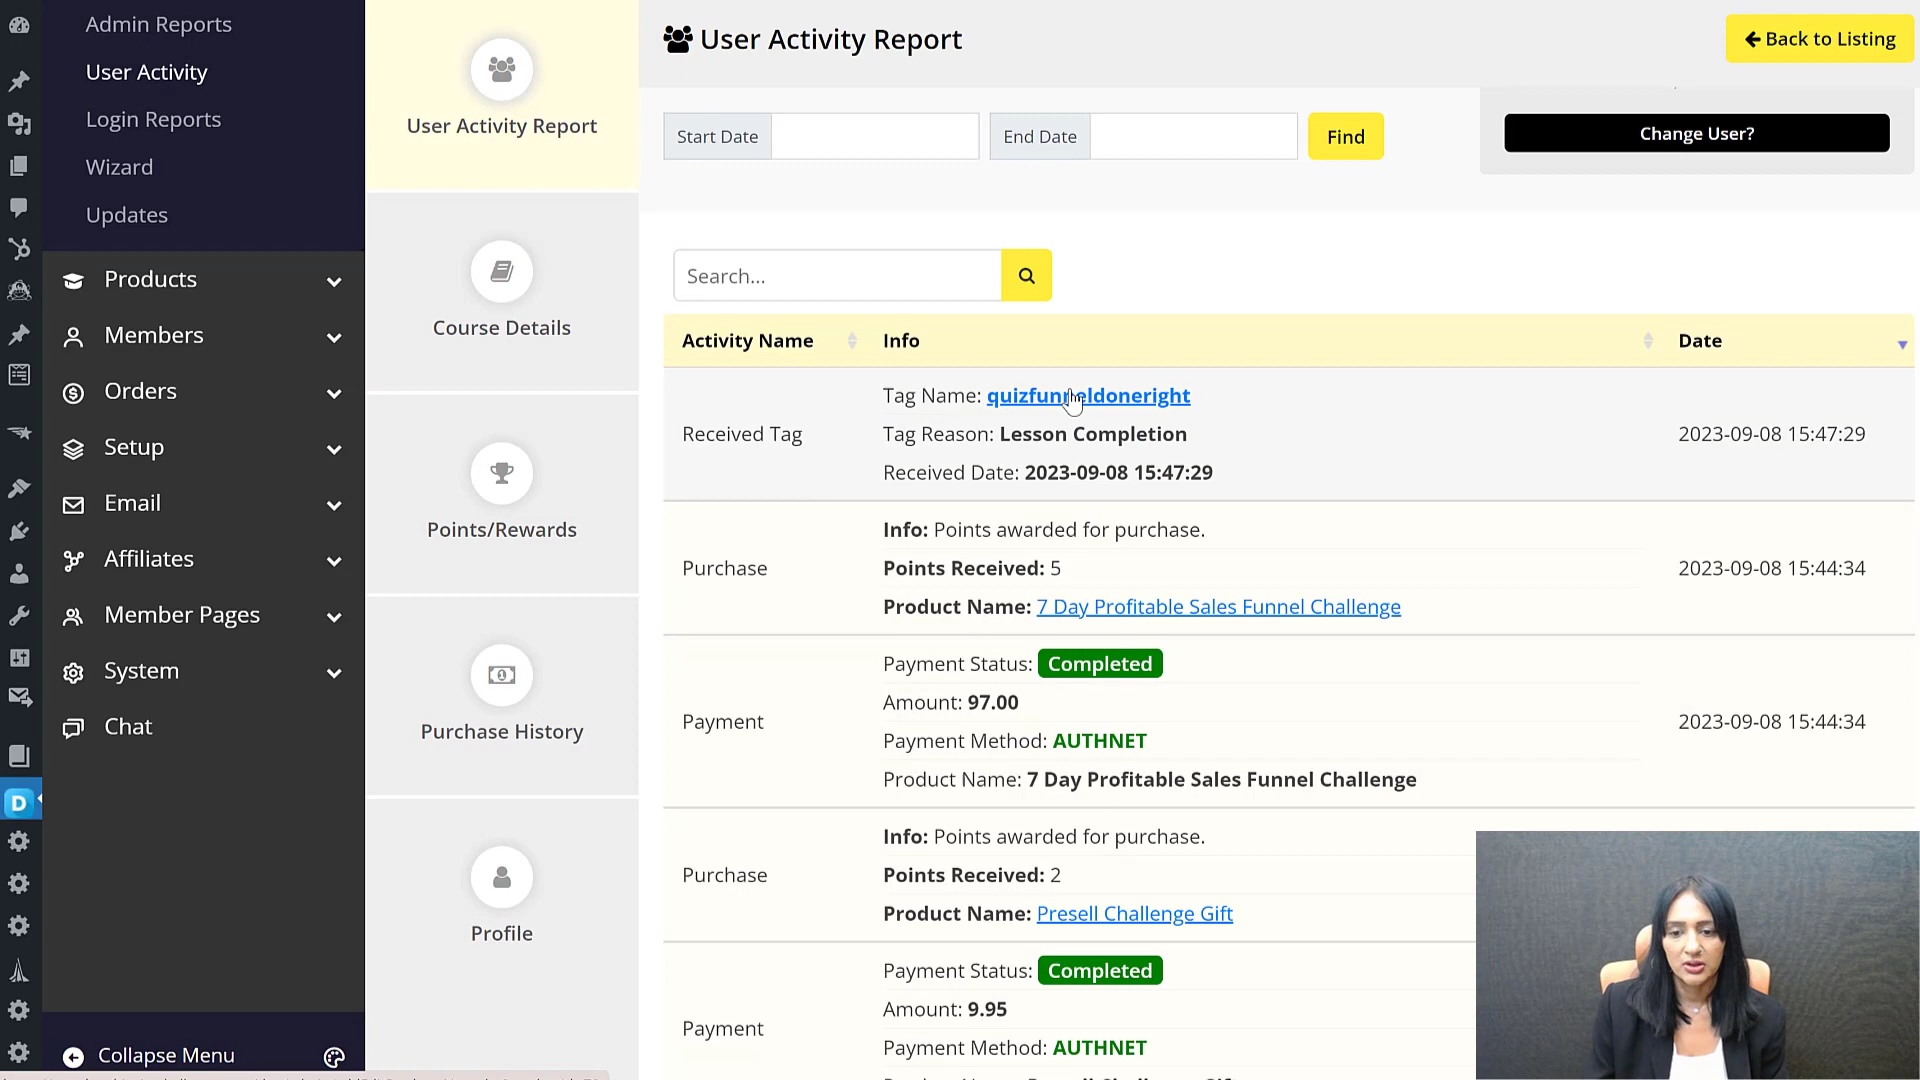 Admin Reports
User Activity
Login Reports
Wizard
Updates
Products
Members
Orders
Setup
Email
Affiliates
Member Pages
System
Chat
Collapse Menu
D
User Activity Report
Course Details
Points/Rewards
Purchase History
Profile
User Activity Report
Back to Listing
Start Date
End Date
Find
Change User?
Search...
Activity Name Info Date
Received Tag
Tag Name: quizfunneldoneright
Tag Reason: Lesson Completion
Received Date: 2023-09-08 15:47:29
2023-09-08 15:47:29
Purchase
Info: Points awarded for purchase.
Points Received: 5
Product Name: 7 Day Profitable Sales Funnel Challenge
2023-09-08 15:44:34
Payment
Payment Status: Completed
Amount: 97.00
Payment Method: AUTHNET
Product Name: 7 Day Profitable Sales Funnel Challenge
2023-09-08 15:44:34
Purchase
Info: Points awarded for purchase.
Points Received: 2
Product Name: Presell Challenge Gift
Payment
Payment Status: Completed
Amount: 9.95
Payment Method: AUTHNET